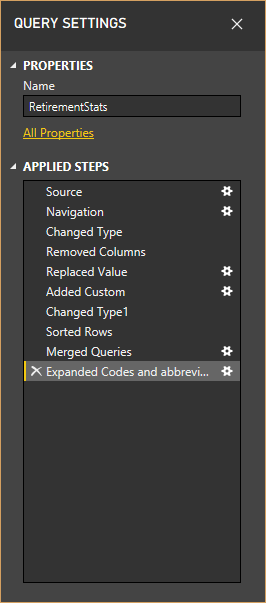 QUERY SETTINGS
PROPERTIES
Name
RetirementStats
All Properties
APPLIED STEPS
Source
Navigation
Changed Type
Removed Columns
Replaced Value
Added Custom
Changed Type1
Sorted Rows
Merged Queries
Expanded Codes and abbrevi...